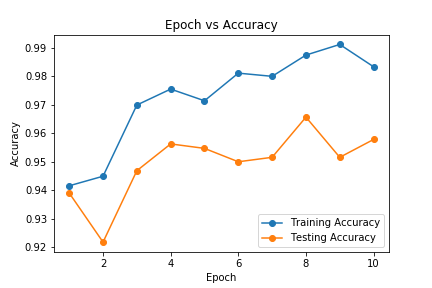 Epoch vs Accuracy
0.99
0.98
0.97
0.96
0.95
0.94
0.93
0.92
Accuracy
Training Accuracy
Testing Accuracy
2
4
6
8
10
Epoch